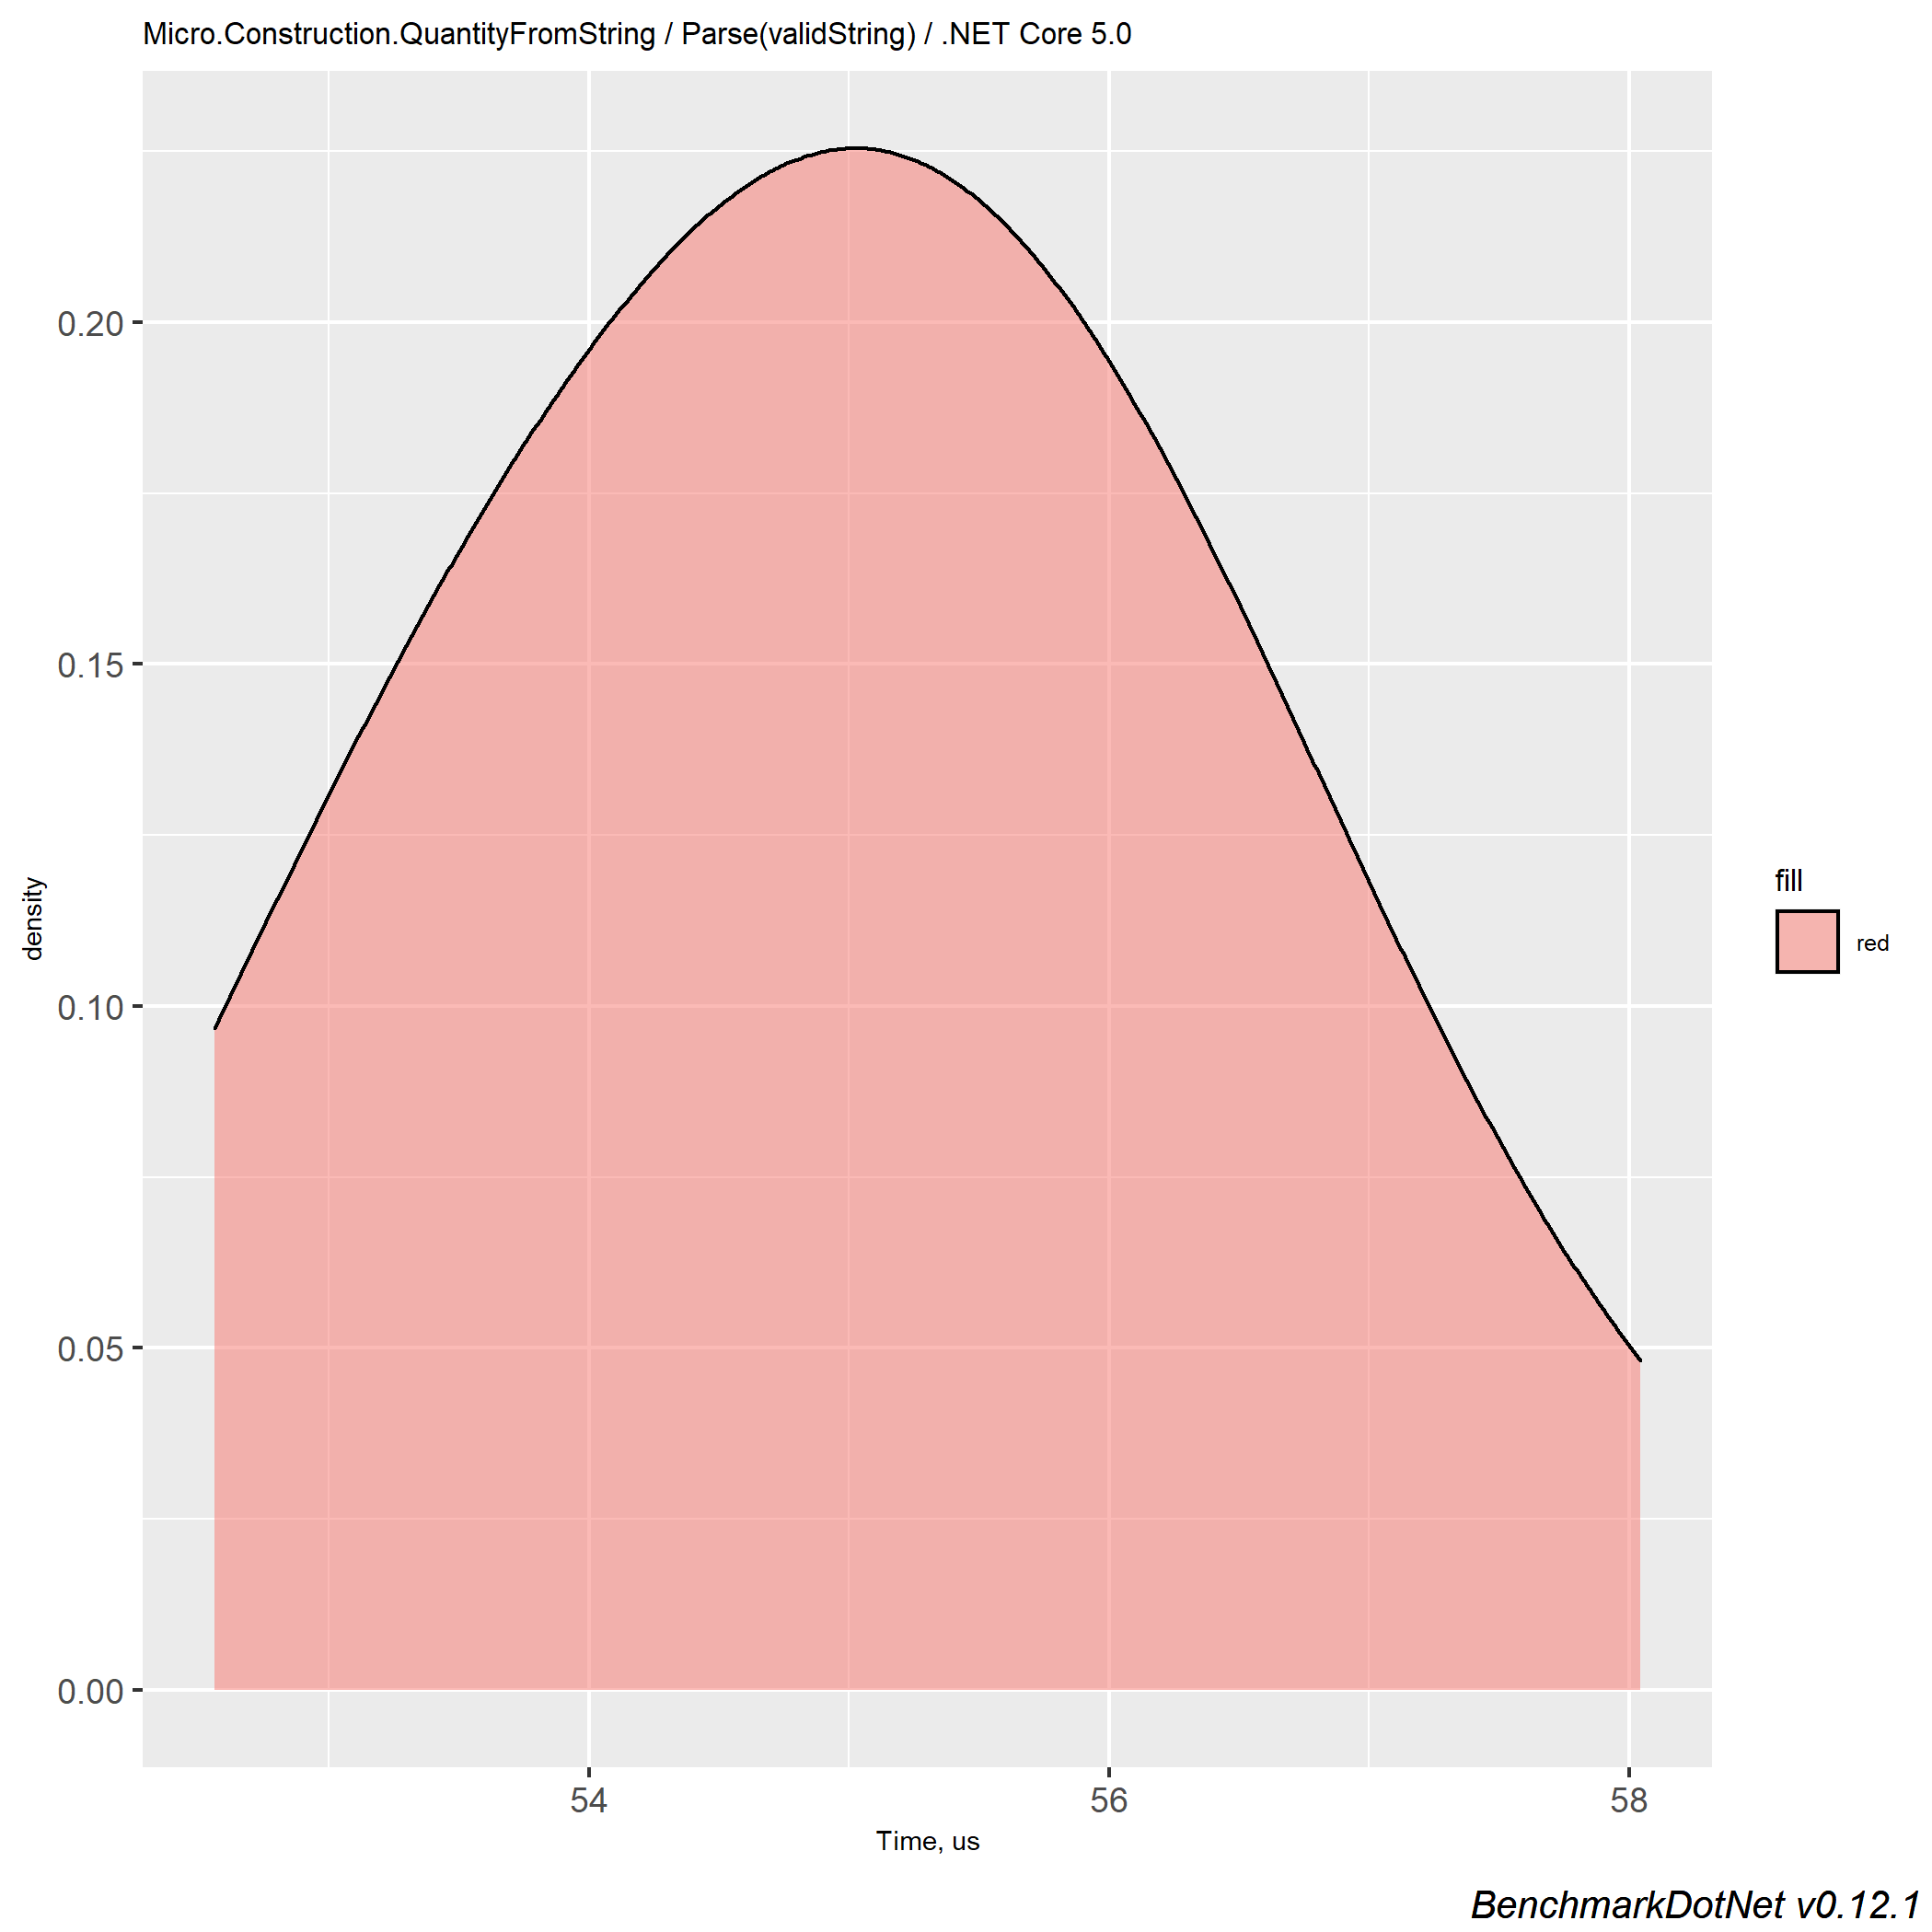 Micro.Construction.QuantityFromString / Parse(validString) / .NET Core 5.0
0.20
0.15
0.10
0.05
0.00
density
54 56 58
Time, us
fill
red
BenchmarkDotNet v0.12.1